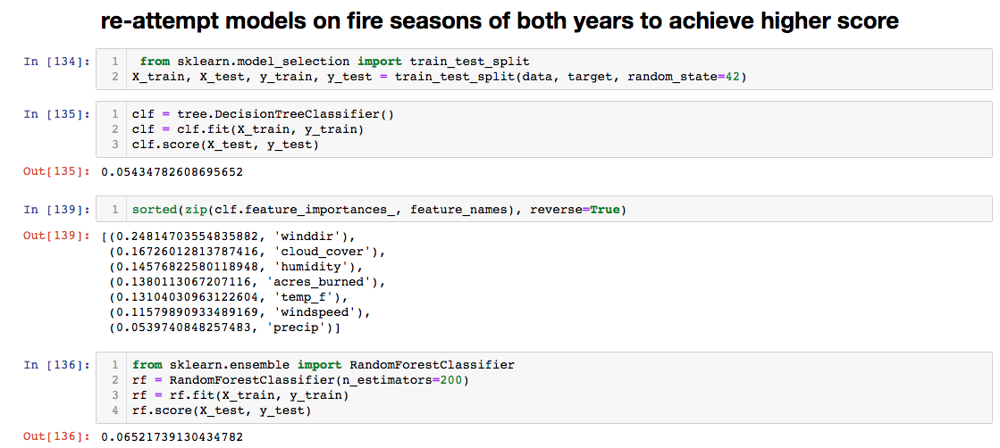 re-attempt models on fire seasons of both years to achieve higher score
In [134]:
1 from sklearn.model_selection import train_test_split
2 X_train, X_test, y_train, y_test = train_test_split(data, target, random_state=42)
In [135]:
1 clf = tree.DecisionTreeClassifier()
2 clf = clf.fit(X_train, y_train)
3 clf.score(X_test, y_test)
Out[135]: 0.05434782608695652
In [139]:
1 sorted(zip(clf.feature_importances_, feature_names), reverse=True)
Out[139]: [(0.24814703554835882, 'winddir'),
(0.16726012813787416, 'cloud_cover'),
(0.14576822580118948, 'humidity'),
(0.1380113067207116, 'acres_burned'),
(0.13104030963122604, 'temp_f'),
(0.11579890933489169, 'windspeed'),
(0.0539740848257483, 'precip')]
In [136]:
1 from sklearn.ensemble import RandomForestClassifier
2 rf = RandomForestClassifier(n_estimators=200)
3 rf = rf.fit(X_train, y_train)
4 rf.score(X_test, y_test)
Out[136]: 0.06521739130434782